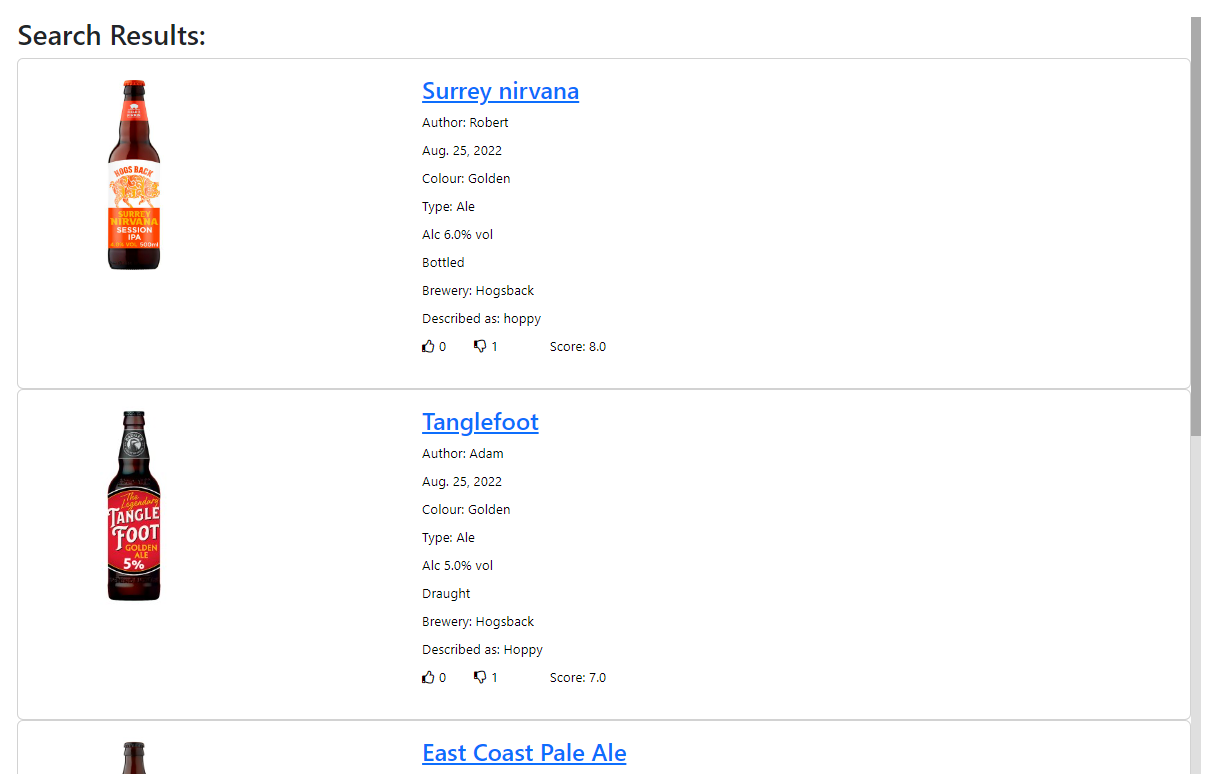 Search Results:
HOGS BACK
SURREY
NIRVANA
SESSION
IPA
500ml
Surrey nirvana
Author: Robert
Aug. 25, 2022
Colour: Golden
Type: Ale
Alc 6.0% vol
Bottled
Brewery: Hogsback
Described as: hoppy
0 1 Score: 8.0
The
Legendary
TANGLE
FOOT
GOLDEN
ALE
5%
Tanglefoot
Author: Adam
Aug. 25, 2022
Colour: Golden
Type: Ale
Alc 5.0% vol
Draught
Brewery: Hogsback
Described as: Hoppy
0 1 Score: 7.0
East Coast Pale Ale